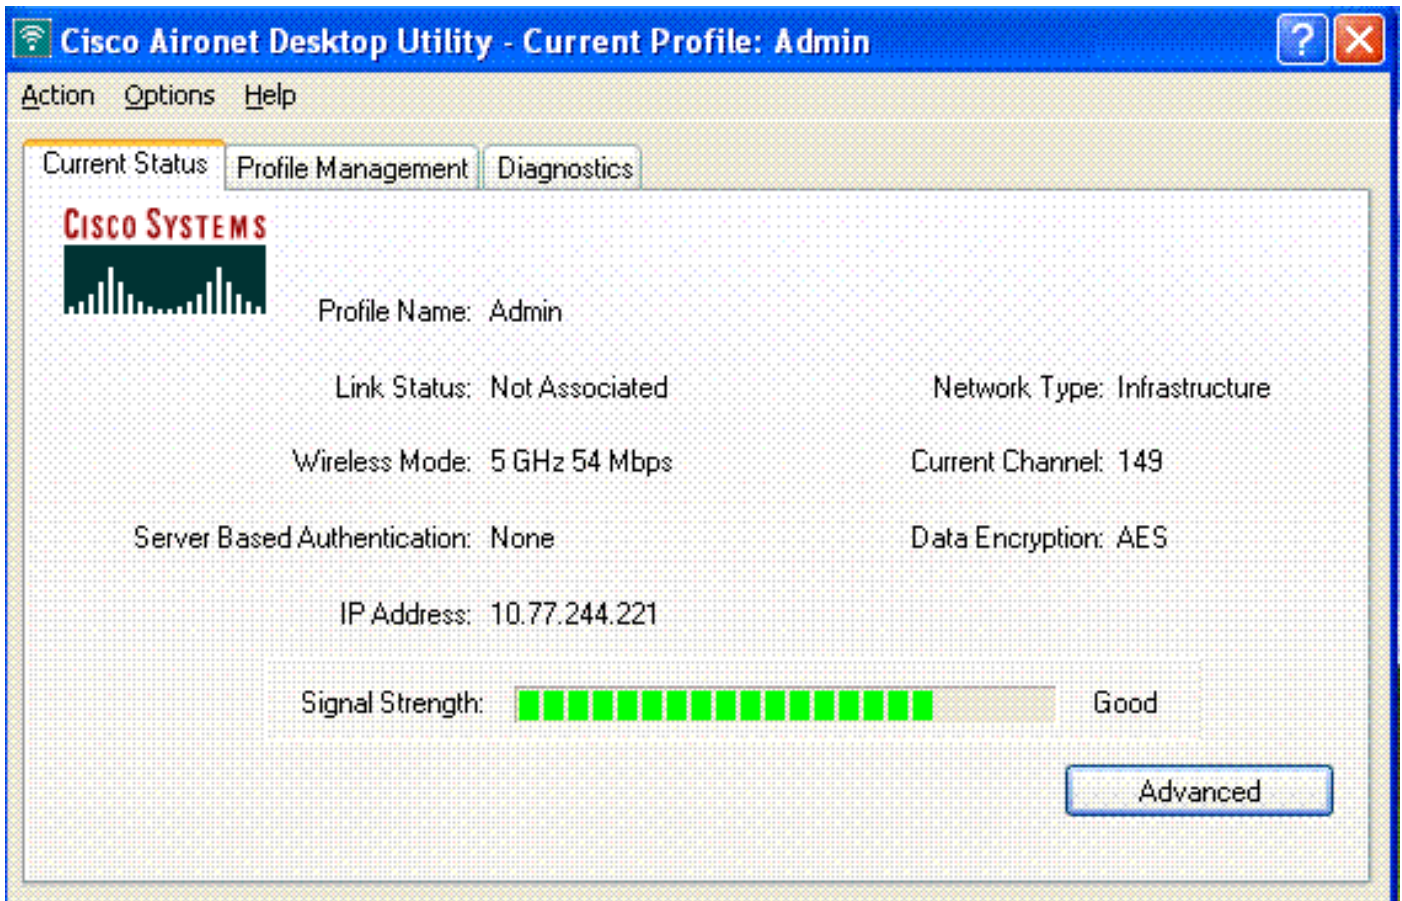 Cisco Aironet Desktop Utility - Current Profile: Admin
Action Options Help
Current Status Profile Management Diagnostics
CISCO SYSTEMS
Profile Name: Admin
Link Status: Not Associated Network Type: Infrastructure
Wireless Mode: 5 GHz 54 Mbps Current Channel: 149
Server Based Authentication: None Data Encryption: AES
IP Address: 10.77.244.221
Signal Strength: Good
Advanced